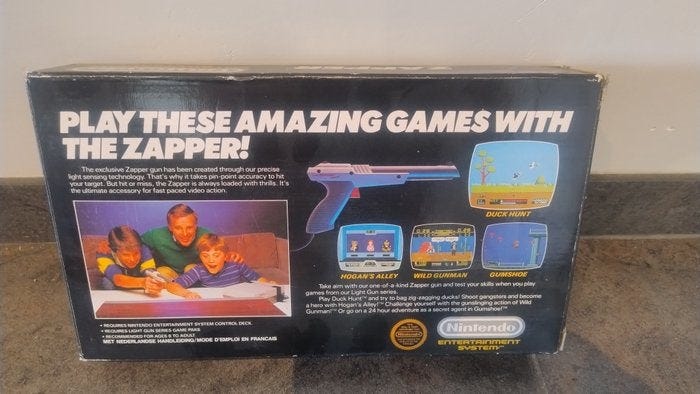 ZAPPER
PLAY THESE AMAZING GAMES WITH
THE ZAPPER!
The exclusive Zapper gun has been created through our precise
light sensing technology. That's why it takes pin-point accuracy to hit
your target. But hit or miss, the Zapper is always loaded with thrills. It's
the ultimate accessory for fast paced video action.
DUCK HUNT
HOGAN'S ALLEY
WILD GUNMAN
GUMSHOE
Take aim with our one-of-a-kind Zapper gun and test your skills when you play
games from our Light Gun series.
Play Duck Hunt™ and try to bag zig-zagging ducks! Shoot gangsters and become
a hero with Hogan's Alley!™ Challenge yourself with the gunslinging action of Wild
Gunman!™ Or go on a 24 hour adventure as a secret agent in Gumshoe!™
• REQUIRES NINTENDO ENTERTAINMENT SYSTEM CONTROL DECK
• REQUIRES LIGHT GUN SERIES GAME PAKS
• RECOMMENDED FOR AGES 6 TO ADULT
MET NEDERLANDSE HANDLEIDING/MODE D'EMPLOI EN FRANCAIS
Nintendo
ENTERTAINMENT
SYSTEM™